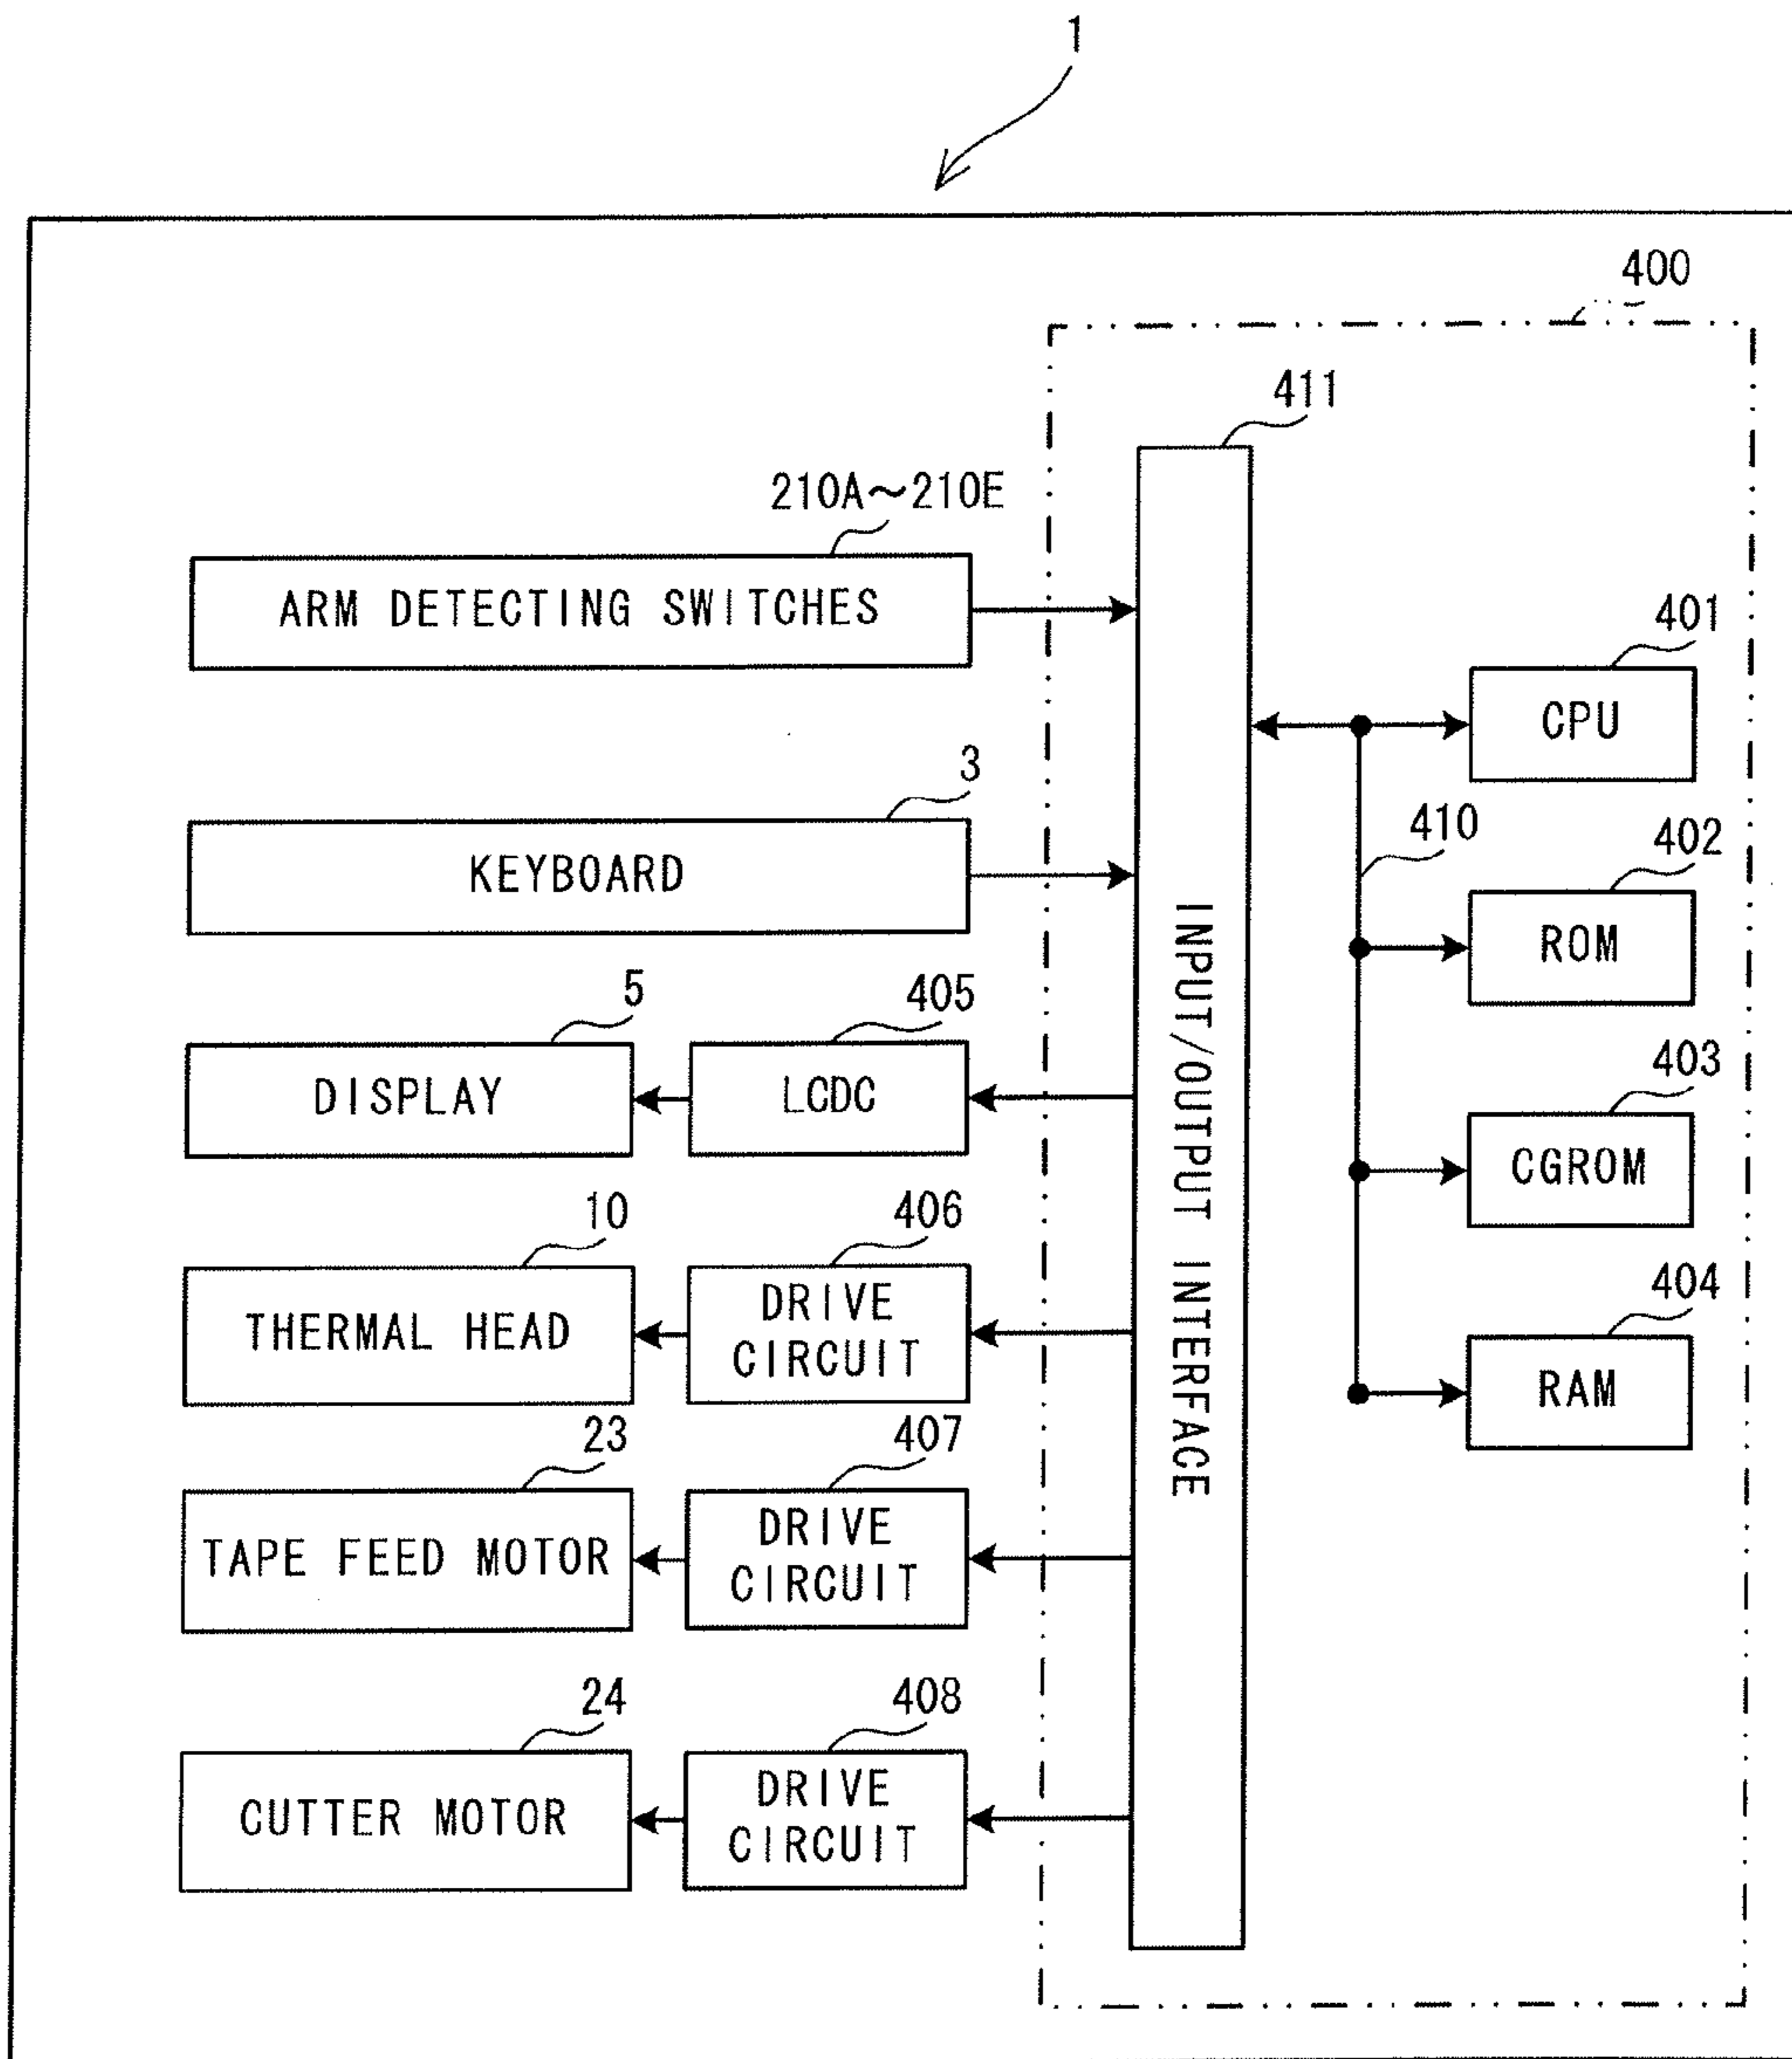 1
400
411
210A~210E
ARM DETECTING SWITCHES
401
CPU
3
410
402
KEYBOARD
ROM
INPUT/OUTPUT INTERFACE
5
405
403
DISPLAY
LCDC
CGROM
10
406
404
THERMAL HEAD
DRIVE
CIRCUIT
RAM
23
407
TAPE FEED MOTOR
DRIVE
CIRCUIT
24
408
CUTTER MOTOR
DRIVE
CIRCUIT